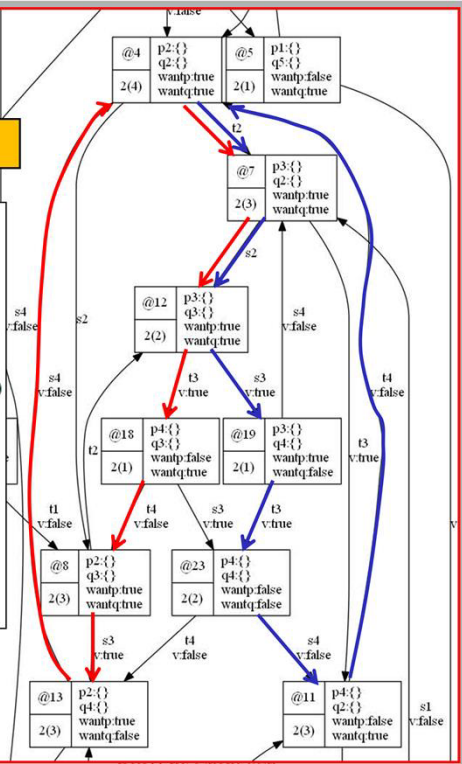 v:false
@4
2(4)
p2:{}
q2:{}
wantp:true
wantq:true
@5
2(1)
p1:{}
q5:{}
wantp:false
wantq:true
t2
@7
2(3)
p3:{}
q2:{}
wantp:true
wantq:true
s2
@12
2(2)
p3:{}
q3:{}
wantp:true
wantq:true
s4
v:false
s2
s4
v:false
s4
v:false
t3
v:true
s3
v:true
t4
v:false
@18
2(1)
p4:{}
q3:{}
wantp:false
wantq:true
@19
2(1)
p3:{}
q4:{}
wantp:true
wantq:false
t2
t3
v:true
t1
v:false
t4
v:false
s3
v:true
t3
v:true
v
@8
2(3)
p2:{}
q3:{}
wantp:true
wantq:true
@23
2(2)
p4:{}
q4:{}
wantp:false
wantq:false
s3
v:true
t4
v:false
s4
v:false
@13
2(3)
p2:{}
q4:{}
wantp:true
wantq:false
@11
2(3)
p4:{}
q2:{}
wantp:false
wantq:true
s1
v:false